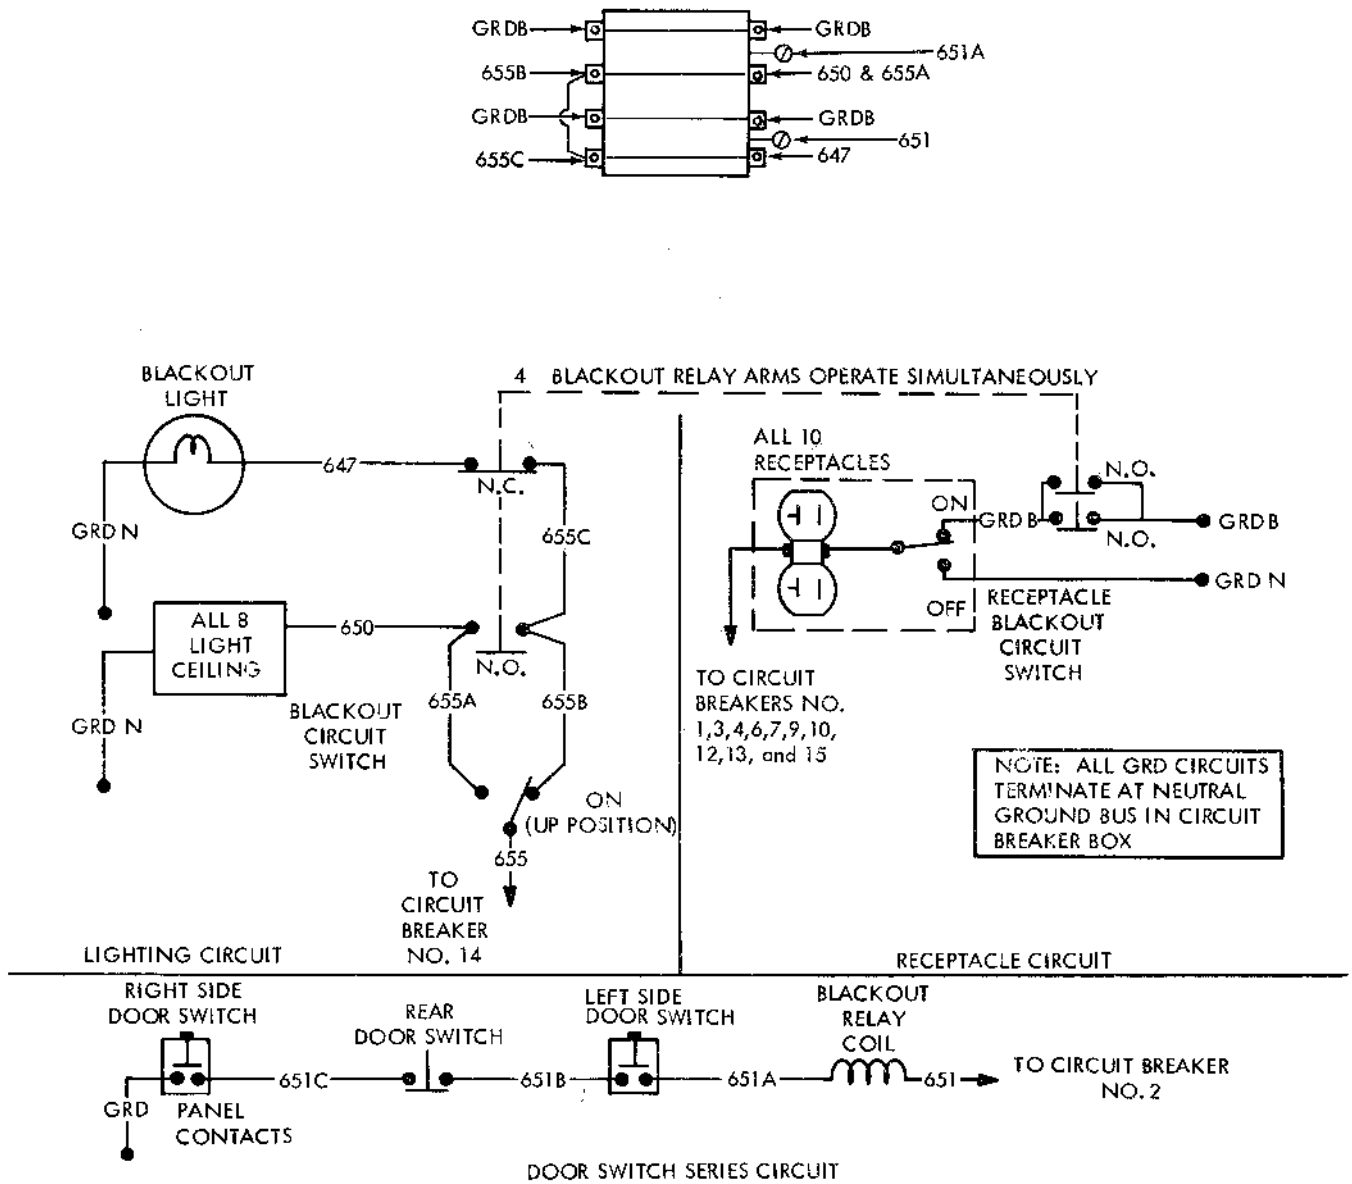 GRDB
GRDB
651A
655B
650 & 655A
GRDB
GRDB
651
655C
647
BLACKOUT
LIGHT
4 BLACKOUT RELAY ARMS OPERATE SIMULTANEOUSLY
647
N.C.
GRD N
655C
ALL 8
LIGHT
CEILING
650
N.O.
GRD N
BLACKOUT
CIRCUIT
SWITCH
655A
655B
ON
(UP POSITION)
655
TO
CIRCUIT
BREAKER
NO. 14
LIGHTING CIRCUIT
ALL 10
RECEPTACLES
ON
GRD B
N.O.
N.O.
GRD B
GRD N
OFF
RECEPTACLE
BLACKOUT
CIRCUIT
SWITCH
TO CIRCUIT
BREAKERS NO.
1,3,4,6,7,9,10,
12,13, and 15
NOTE: ALL GRD CIRCUITS
TERMINATE AT NEUTRAL
GROUND BUS IN CIRCUIT
BREAKER BOX
RECEPTACLE CIRCUIT
RIGHT SIDE
DOOR SWITCH
REAR
DOOR SWITCH
LEFT SIDE
DOOR SWITCH
BLACKOUT
RELAY
COIL
651C
651B
651A
651
TO CIRCUIT BREAKER
NO. 2
GRD
PANEL
CONTACTS
DOOR SWITCH SERIES CIRCUIT